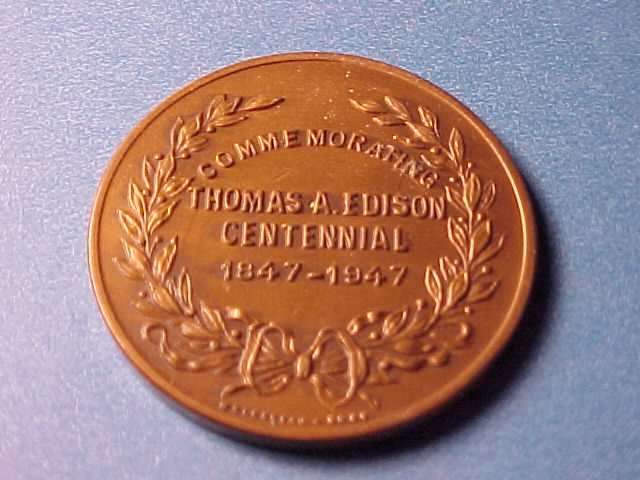 COMMEMORATING
THOMAS A. EDISON
CENTENNIAL
1847-1947